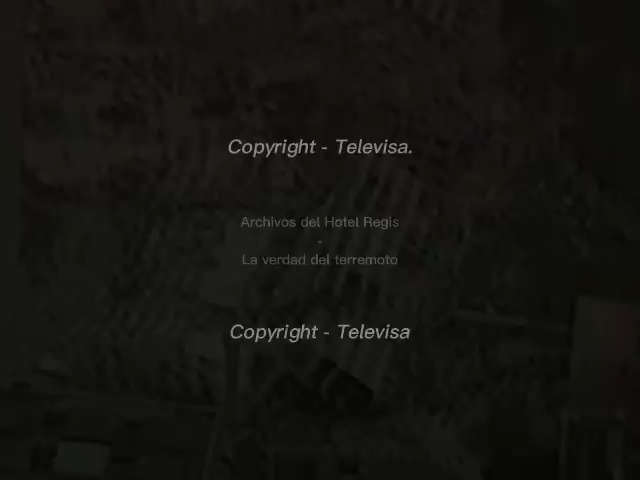 Copyright - Televisa.
Archivos del Hotel Regis
-
La verdad del terremoto
Copyright - Televisa